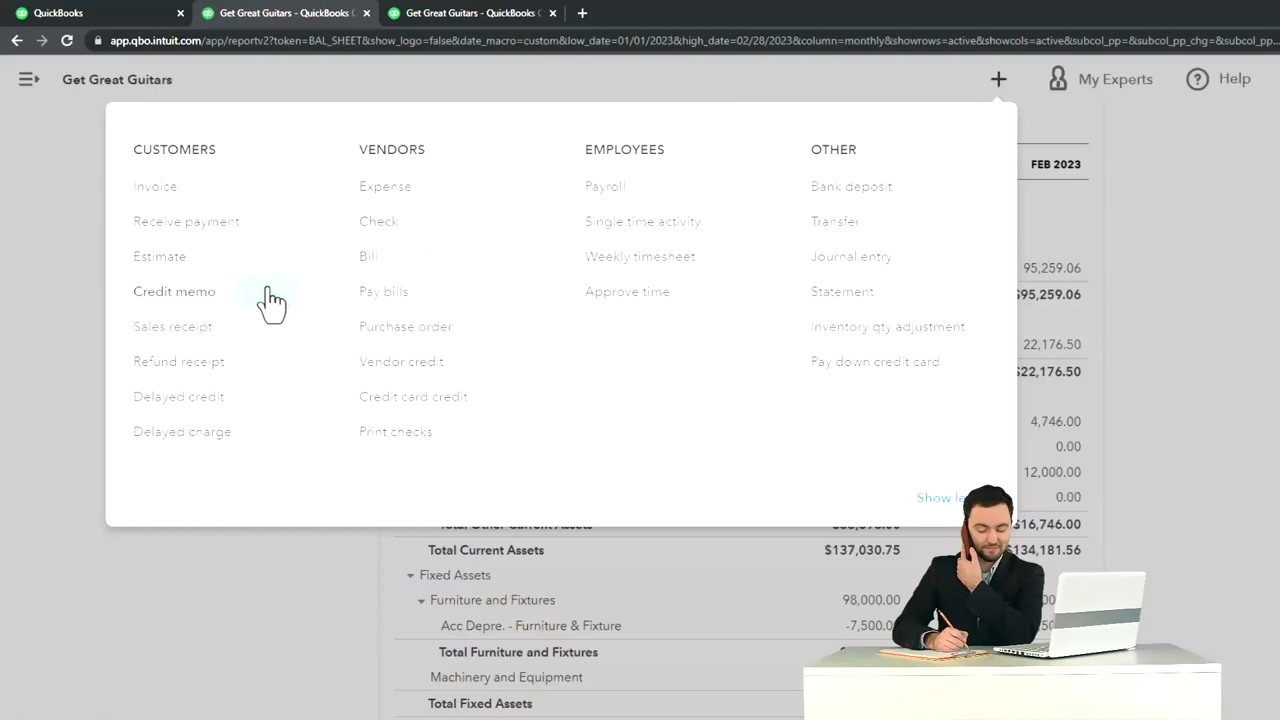 QuickBooks
Get Great Guitars - QuickBooks
Get Great Guitars - QuickBooks
app.qbo.intuit.com/app/reportv2?token=BAL_SHEET&show_logo=false&date_macro=custom&low_date=01/01/2023&high_date=02/28/2023&column=monthly&showrows=active&showcols=active&subcol_pp=&subcol_pp_chg=&subcol_pp...
Get Great Guitars
My Experts
Help
CUSTOMERS
Invoice
Receive payment
Estimate
Credit memo
Sales receipt
Refund receipt
Delayed credit
Delayed charge
VENDORS
Expense
Check
Bill
Pay bills
Purchase order
Vendor credit
Credit card credit
Print checks
EMPLOYEES
Payroll
Single time activity
Weekly timesheet
Approve time
OTHER
Bank deposit
Transfer
Journal entry
Statement
Inventory qty adjustment
Pay down credit card
Show
FEB 2023
95,259.06
$95,259.06
22,176.50
$22,176.50
4,746.00
0.00
12,000.00
0.00
Total Other Current Assets $16,746.00
Total Current Assets $137,030.75 $134,181.56
Fixed Assets
Furniture and Fixtures 98,000.00
Acc Depre. - Furniture & Fixture -7,500.0
Total Furniture and Fixtures
Machinery and Equipment
Total Fixed Assets